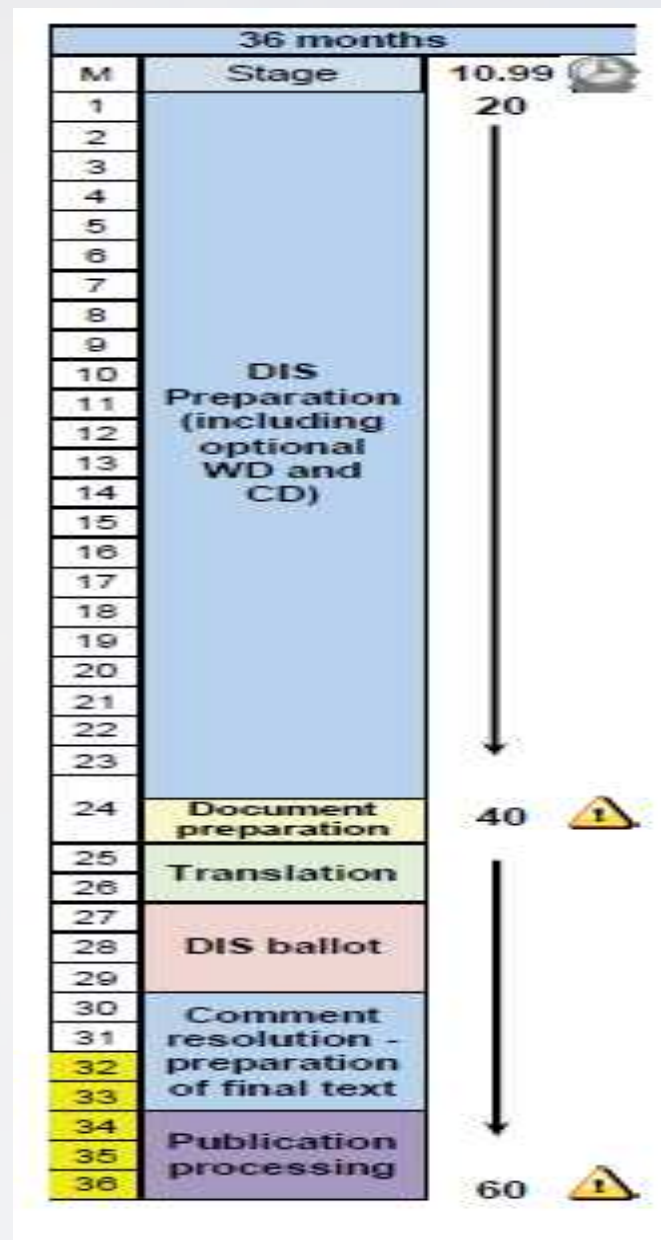 36 months
M Stage 10.99
1 20
2
3
4
5
6
7
8
9
10
11
12
13
14
15
16
17
18
19
20
21
22
23
DIS
Preparation
(including
optional
WD and
CD)
24 Document
preparation
40
25
26
Translation
27
28
29
DIS ballot
30
31
32
33
Comment
resolution -
preparation
of final text
34
35
36
Publication
processing
60